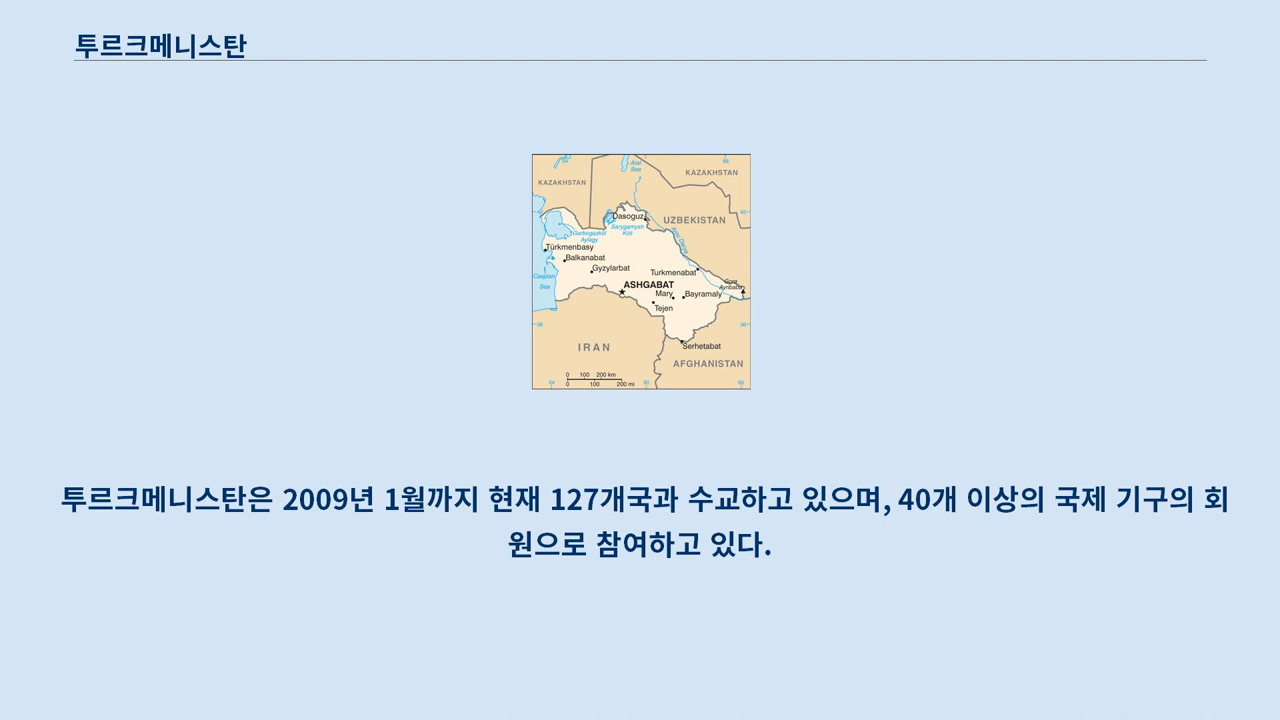 투르크메니스탄
Aral
Sea
KAZAKHSTAN
KAZAKHSTAN
Dasoguz
UZBEKISTAN
Sarygamysh
Köli
Garbogazköl
Aylagy
Türkmenbasy
Balkanabat
Gyzylarbat
Turkmenabat
Caspian
Sea
ASHGABAT
Mary
Bayramaly
Tejen
IRAN
Serhetabat
AFGHANISTAN
0 100 200 km
0 100 200 mi
투르크메니스탄은 2009년 1월까지 현재 127개국과 수교하고 있으며, 40개 이상의 국제 기구의 회
원으로 참여하고 있다.